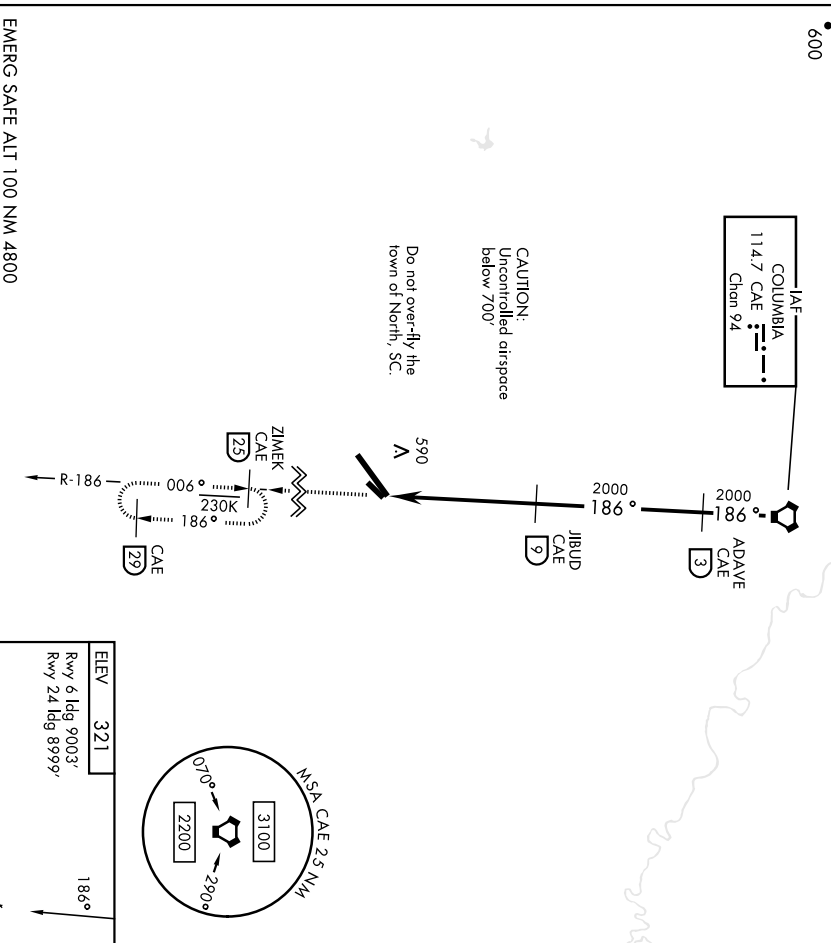 600
IAF
COLUMBIA
114.7 CAE
Chan 94
2000
186°
ADAVE
CAE
3
2000
186°
JIBUD
CAE
9
CAUTION:
Uncontrolled airspace
below 700'
Do not over-fly the
town of North, SC.
590
ZIMEK
CAE
25
R-186
006°
230K
186°
CAE
29
MSA CAE 25 NM
3100
070°
290°
2200
EMERG SAFE ALT 100 NM 4800
ELEV 321
Rwy 6 ldg 9003'
Rwy 24 ldg 8999'
186°